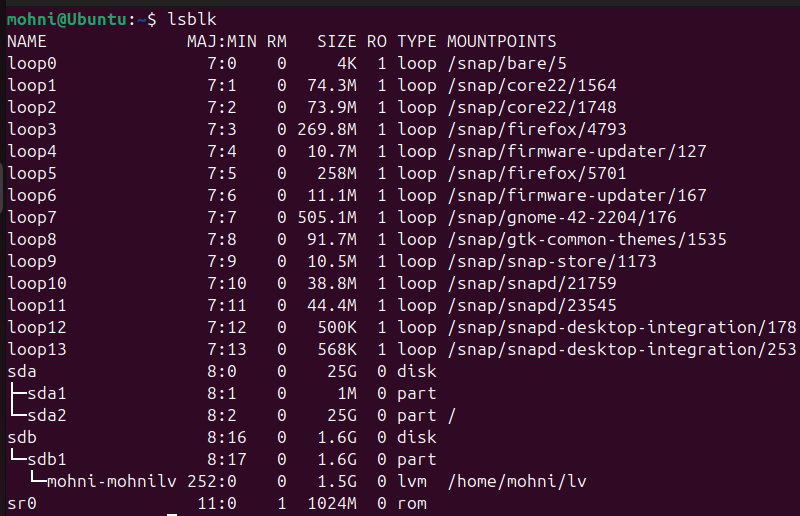 mohni@Ubuntu:~$ lsblk
NAME MAJ:MIN RM SIZE RO TYPE MOUNTPOINTS
loop0 7:0 0 4K 1 loop /snap/bare/5
loop1 7:1 0 74.3M 1 loop /snap/core22/1564
loop2 7:2 0 73.9M 1 loop /snap/core22/1748
loop3 7:3 0 269.8M 1 loop /snap/firefox/4793
loop4 7:4 0 10.7M 1 loop /snap/firmware-updater/127
loop5 7:5 0 258M 1 loop /snap/firefox/5701
loop6 7:6 0 11.1M 1 loop /snap/firmware-updater/167
loop7 7:7 0 505.1M 1 loop /snap/gnome-42-2204/176
loop8 7:8 0 91.7M 1 loop /snap/gtk-common-themes/1535
loop9 7:9 0 10.5M 1 loop /snap/snap-store/1173
loop10 7:10 0 38.8M 1 loop /snap/snapd/21759
loop11 7:11 0 44.4M 1 loop /snap/snapd/23545
loop12 7:12 0 500K 1 loop /snap/snapd-desktop-integration/178
loop13 7:13 0 568K 1 loop /snap/snapd-desktop-integration/253
sda 8:0 0 25G 0 disk
├─sda1 8:1 0 1M 0 part
└─sda2 8:2 0 25G 0 part /
sdb 8:16 0 1.6G 0 disk
└─sdb1 8:17 0 1.6G 0 part
└─mohni-mohnilv 252:0 0 1.5G 0 lvm /home/mohni/lv
sr0 11:0 1 1024M 0 rom